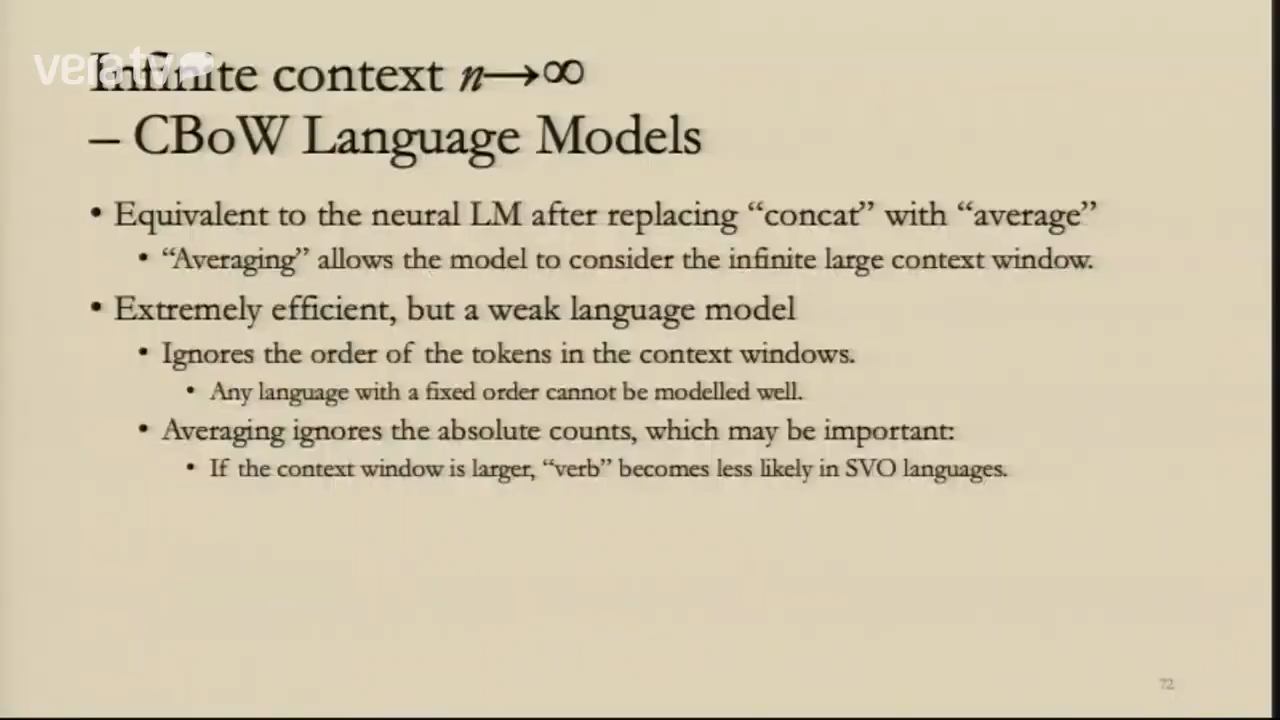 vera tv
Infinite context n→∞
– CBoW Language Models
• Equivalent to the neural LM after replacing “concat” with “average”
• “Averaging” allows the model to consider the infinite large context window.
• Extremely efficient, but a weak language model
• Ignores the order of the tokens in the context windows.
• Any language with a fixed order cannot be modelled well.
• Averaging ignores the absolute counts, which may be important:
• If the context window is larger, “verb” becomes less likely in SVO languages.
72